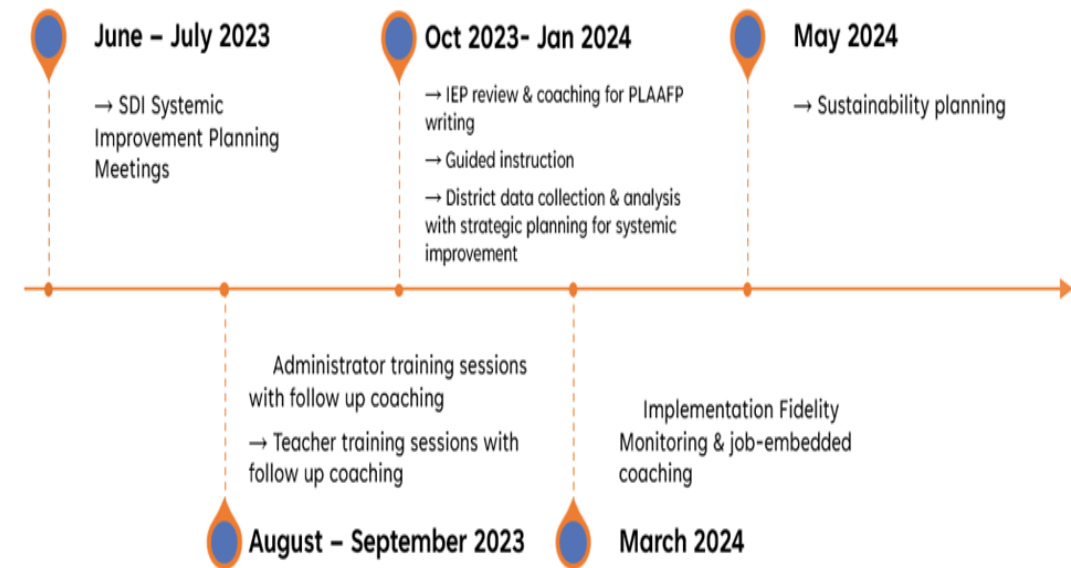 June – July 2023
→ SDI Systemic
Improvement Planning
Meetings
Oct 2023- Jan 2024
→ IEP review & coaching for PLAAFP
writing
→ Guided instruction
→ District data collection & analysis
with strategic planning for systemic
improvement
May 2024
→ Sustainability planning
Administrator training sessions
with follow up coaching
→ Teacher training sessions with
follow up coaching
August – September 2023
Implementation Fidelity
Monitoring & job-embedded
coaching
March 2024